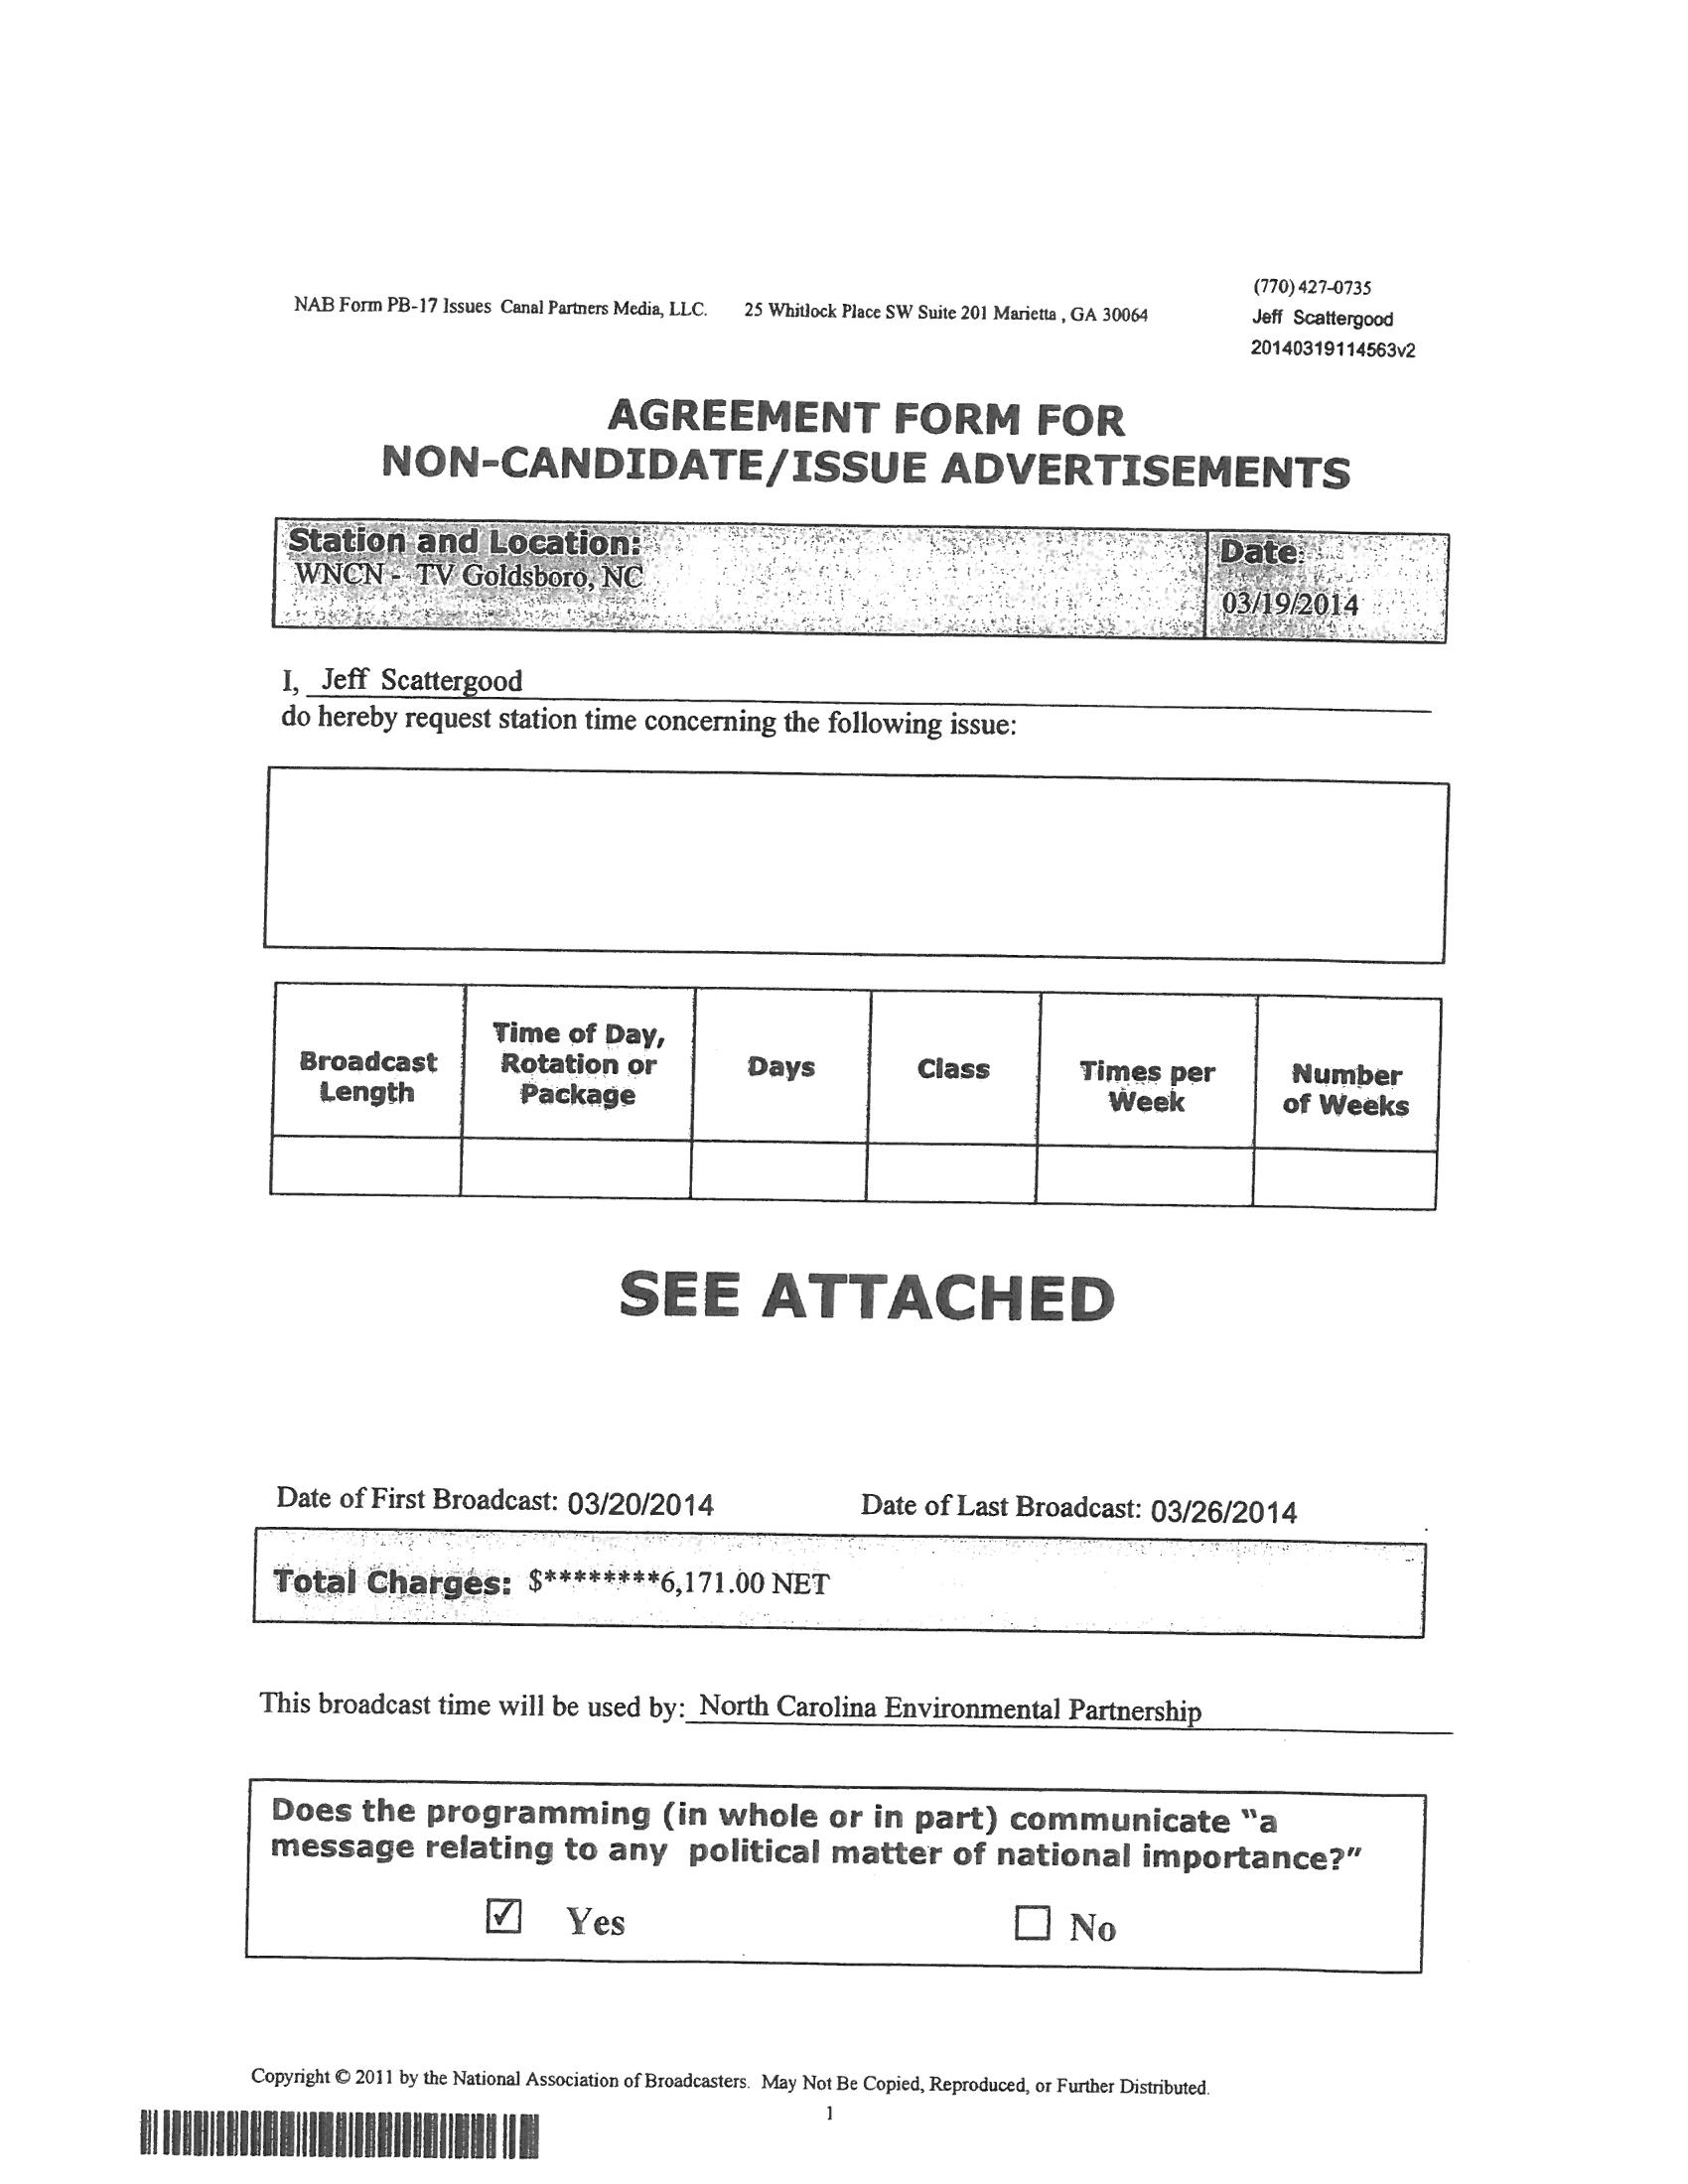 (770) 427-0735
NAB Form PB-17 Issues Canal Partners Media, LLC. 25 Whitlock Place SW Suite 201 Marietta , GA 30064
Jeff Scattergood
20140319114563v2
AGREEMENT FORM FOR
NON-CANDIDATE/ISSUE ADVERTISEMENTS
Station and Location:
WNCN - TV Goldsboro, NC
Date:
03/19/2014
I, Jeff Scattergood
do hereby request station time concerning the following issue:
Broadcast
Length
Time of Day,
Rotation or
Package
Days
Class
Times per
Week
Number
of Weeks
SEE ATTACHED
Date of First Broadcast: 03/20/2014 Date of Last Broadcast: 03/26/2014
Total Charges: $********6,171.00 NET
This broadcast time will be used by: North Carolina Environmental Partnership
Does the programming (in whole or in part) communicate “a
message relating to any political matter of national importance?”
Yes No
Copyright © 2011 by the National Association of Broadcasters. May Not Be Copied, Reproduced, or Further Distributed.
1